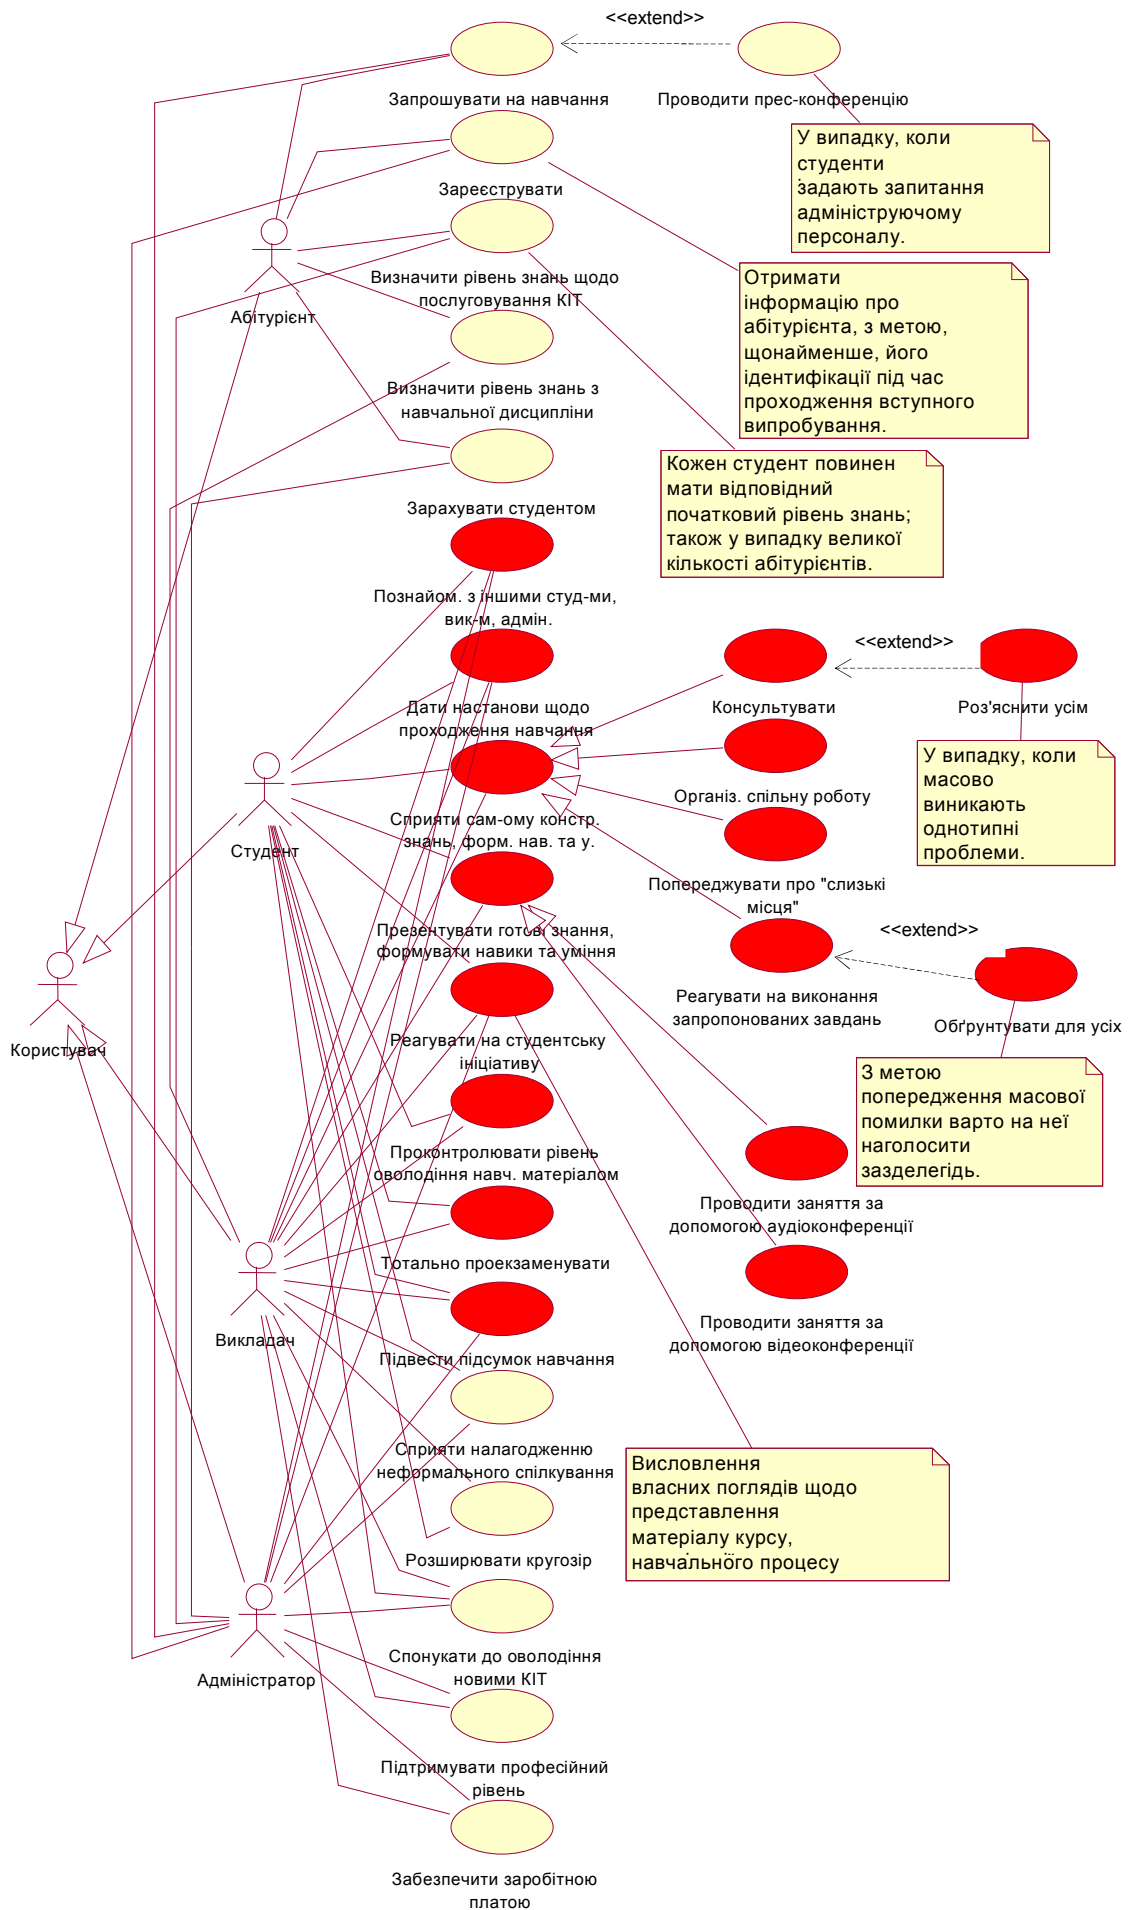 <<extend>>
Запрошувати на навчання
Проводити прес-конференцію
У випадку, коли
студенти
задають запитання
адмініструючому
персоналу.
Зареєструвати
Визначити рівень знань щодо
послуговування КІТ
Абітурієнт
Отримати
інформацію про
абітурієнта, з метою,
щонайменше, його
ідентифікації під час
проходження вступного
випробування.
Визначити рівень знань з
навчальної дисципліни
Кожен студент повинен
мати відповідний
початковий рівень знань;
також у випадку великої
кількості абітурієнтів.
Зарахувати студентом
Познайом. з іншими студ-ми,
вик-м, адмін.
<<extend>>
Дати настанови щодо
проходження навчання
Консультувати
Роз'яснити усім
У випадку, коли
масово
виникають
однотипні
проблеми.
Організ. спільну роботу
Сприяти сам-ому констр.
знань, форм. нав. та у.
Студент
Попереджувати про "слизькі
місця"
Презентувати готові знання,
формувати навики та уміння
<<extend>>
Реагувати на виконання
запропонованих завдань
Обґрунтувати для усіх
Користувач
Реагувати на студентську
ініціативу
З метою
попередження масової
помилки варто на неї
наголосити
зазделегідь.
Проконтролювати рівень
оволодіння навч. матеріалом
Проводити заняття за
допомогою аудіоконференції
Тотально проекзаменувати
Проводити заняття за
допомогою відеоконференції
Викладач
Підвести підсумок навчання
Сприяти налагодженню
неформального спілкування
Висловлення
власних поглядів щодо
представлення
матеріалу курсу,
навчального процесу
Розширювати кругозір
Спонукати до оволодіння
новими КІТ
Адміністратор
Підтримувати професійний
рівень
Забезпечити заробітною
платою